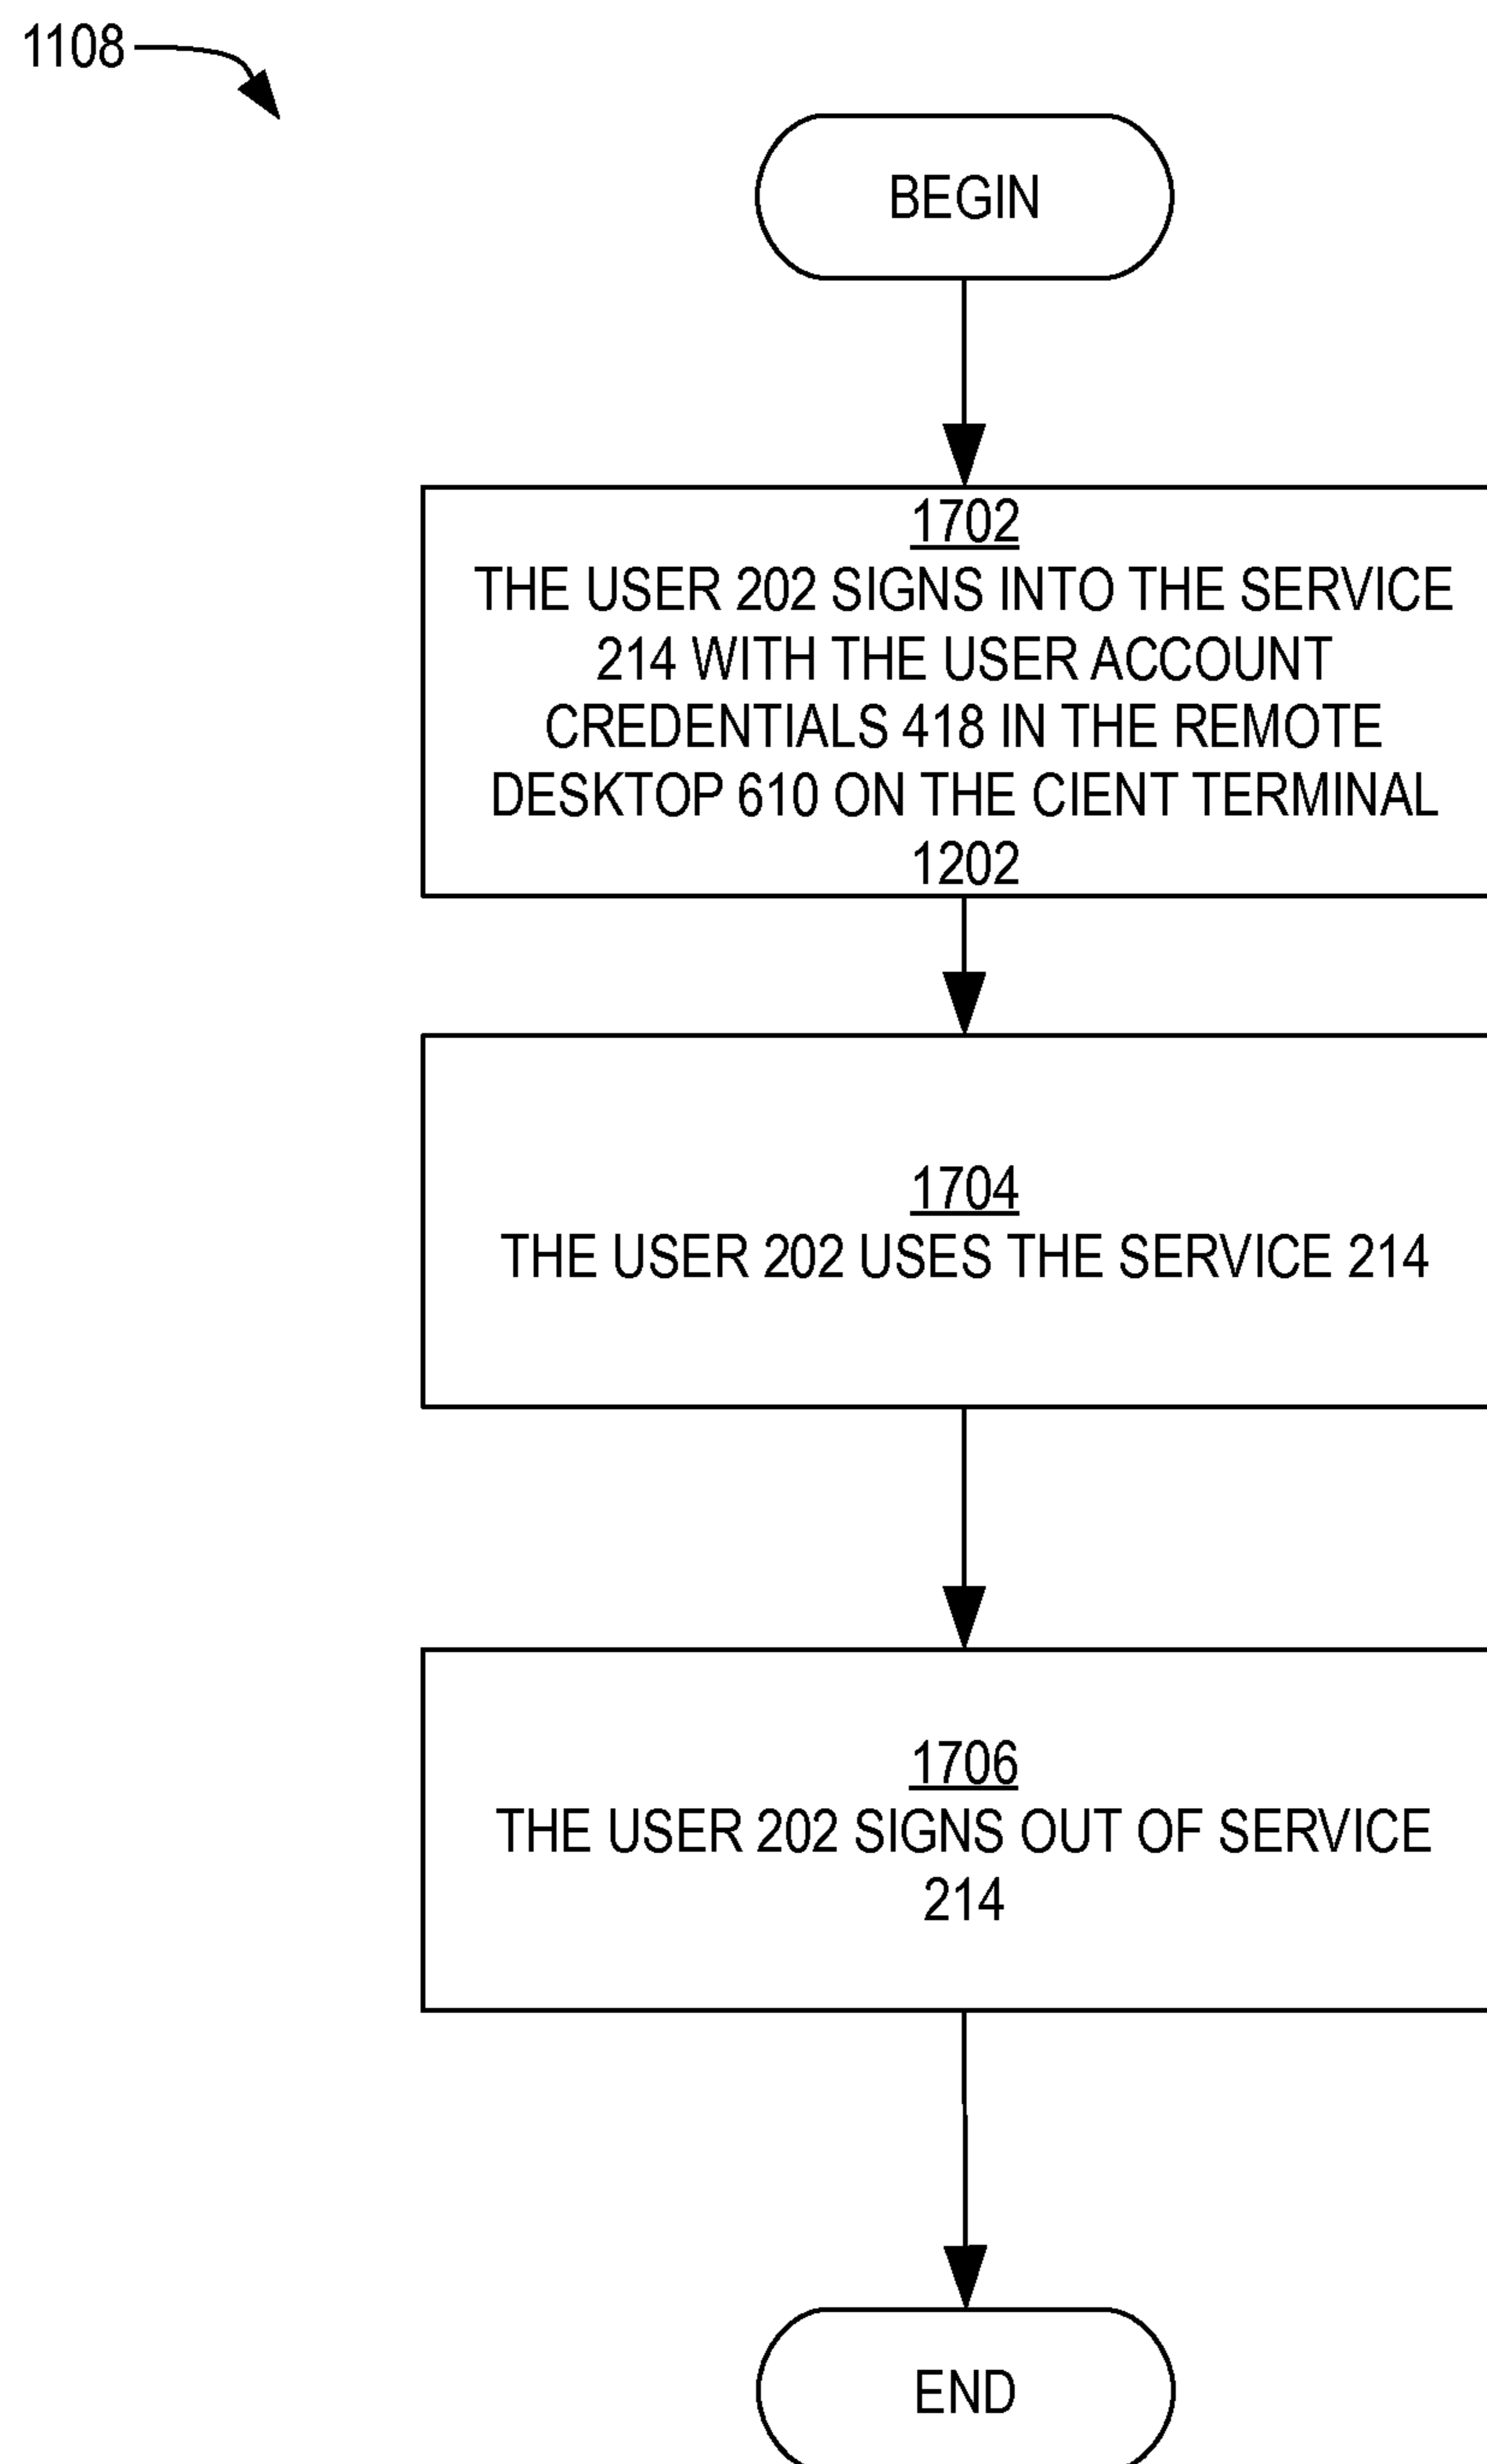 1108
BEGIN
1702
THE USER 202 SIGNS INTO THE SERVICE
214 WITH THE USER ACCOUNT
CREDENTIALS 418 IN THE REMOTE
DESKTOP 610 ON THE CIENT TERMINAL
1202
1704
THE USER 202 USES THE SERVICE 214
1706
THE USER 202 SIGNS OUT OF SERVICE
214
END